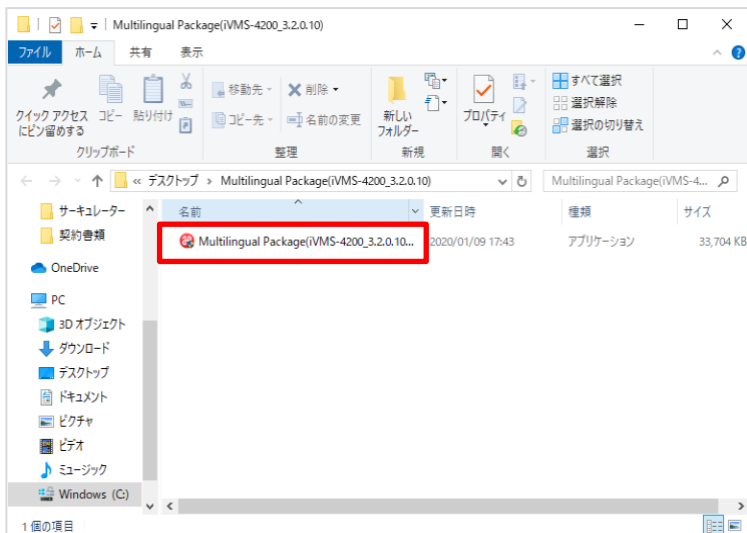 Multilingual Package(iVMS-4200_3.2.0.10)
ファイル ホーム 共有 表示
クイック アクセスにピン留めする
コピー
貼り付け
移動先
コピー先
削除
名前の変更
新しいフォルダー
プロパティ
すべて選択
選択解除
選択の切り替え
クリップボード 整理 新規 開く 選択
« デスクトップ › Multilingual Package(iVMS-4200_3.2.0.10)
Multilingual Package(iVMS-4...
サーキュレーター
契約書類
OneDrive
PC
3D オブジェクト
ダウンロード
デスクトップ
ドキュメント
ピクチャ
ビデオ
ミュージック
Windows (C:)
名前 更新日時 種類 サイズ
Multilingual Package(iVMS-4200_3.2.0.10... 2020/01/09 17:43 アプリケーション 33,704 KB
1 個の項目